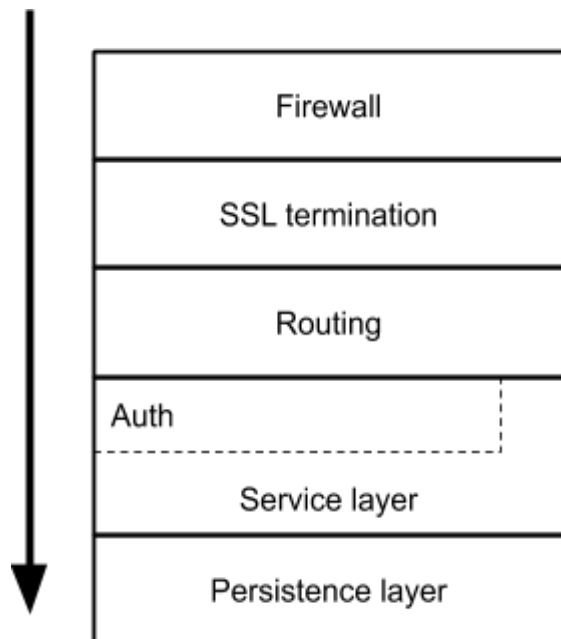 Firewall
SSL termination
Routing
Auth
Service layer
Persistence layer